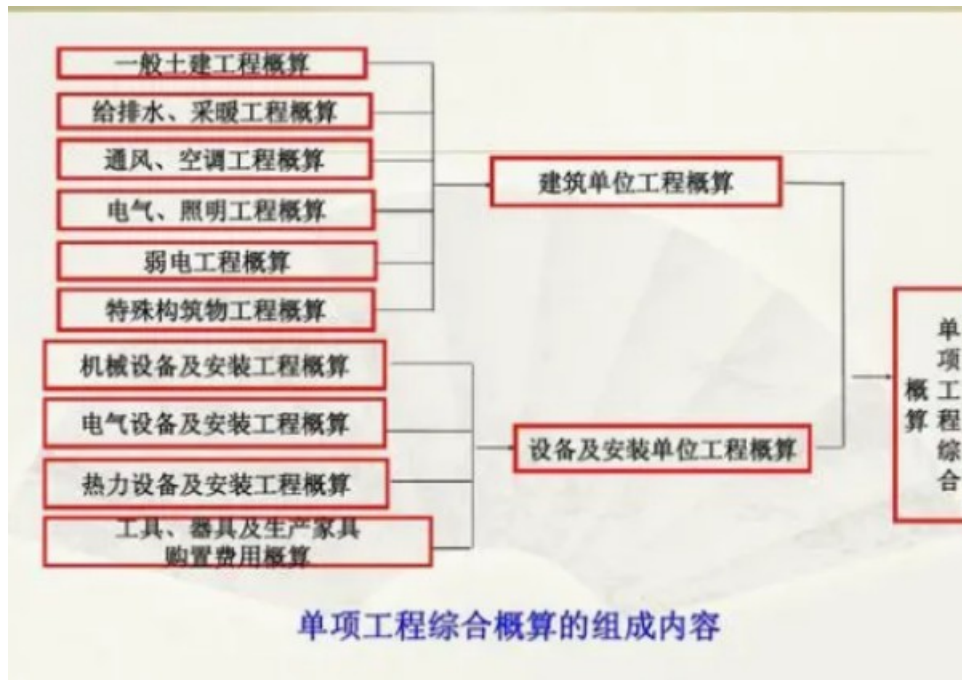 一般土建工程概算
给排水、采暖工程概算
通风、空调工程概算
电气、照明工程概算
弱电工程概算
特殊构筑物工程概算
机械设备及安装工程概算
电气设备及安装工程概算
热力设备及安装工程概算
工具、器具及生产家具
购置费用概算
建筑单位工程概算
设备及安装单位工程概算
单项工程综合
概算
单项工程综合概算的组成内容